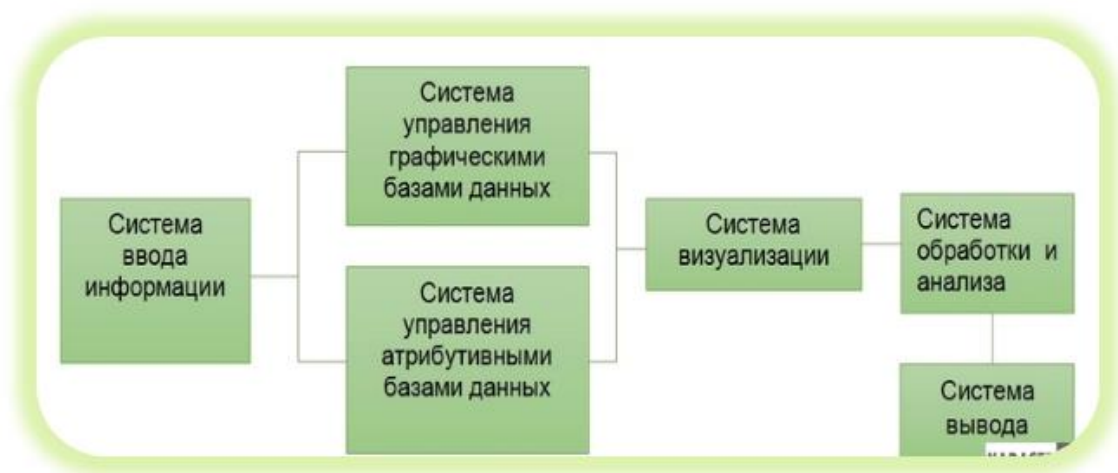 Система
ввода
информации
Система
управления
графическими
базами данных
Система
управления
атрибутивными
базами данных
Система
визуализации
Система
обработки и
анализа
Система
вывода